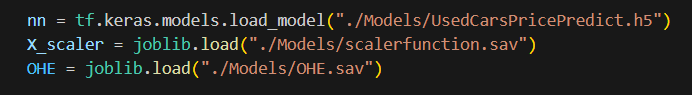 nn = tf.keras.models.load_model("./Models/UsedCarsPricePredict.h5")
X_scaler = joblib.load("./Models/scalerfunction.sav")
OHE = joblib.load("./Models/OHE.sav")